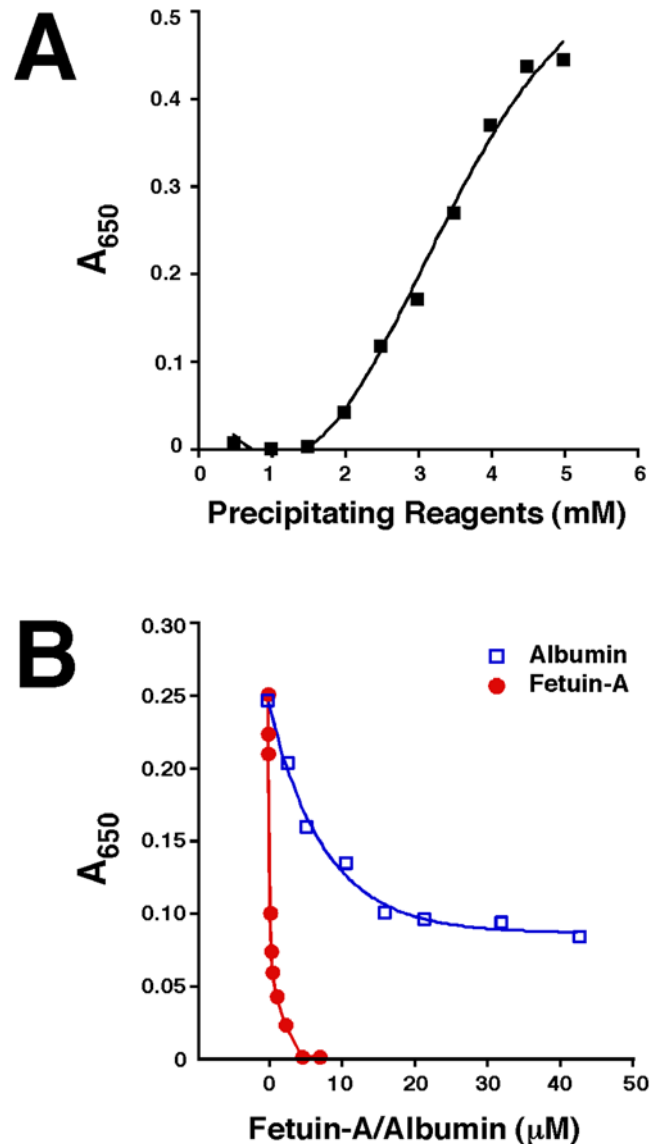 A
0.5
0.4
0.3
0.2
0.1
0
A650
0 1 2 3 4 5 6
Precipitating Reagents (mM)
B
0.30
0.25
0.20
0.15
0.10
0.05
0
A650
Albumin
Fetuin-A
0 10 20 30 40 50
Fetuin-A/Albumin (μM)